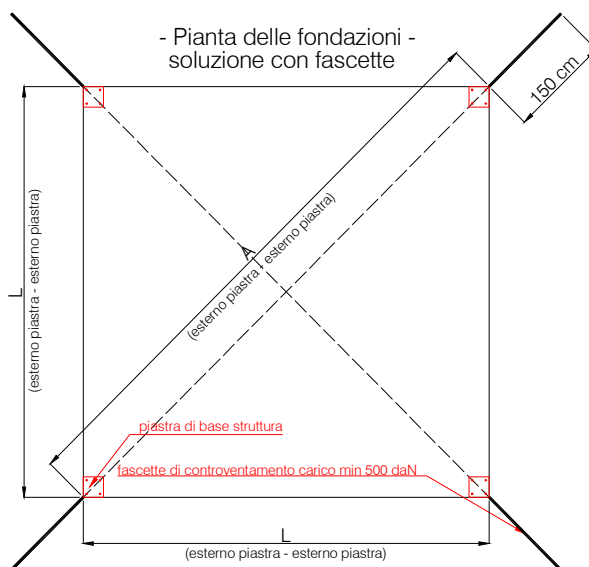 - Pianta delle fondazioni -
soluzione con fascette
150 cm
A
(esterno piastra - esterno piastra)
L
(esterno piastra - esterno piastra)
piastra di base struttura
fascette di controventamento carico min 500 daN
L
(esterno piastra - esterno piastra)